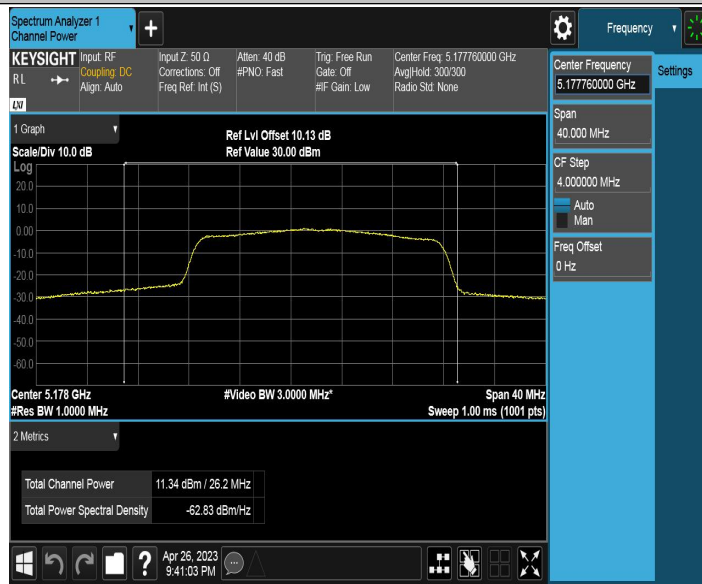 Spectrum Analyzer 1
Channel Power
Frequency
KEYSIGHT
RL
LXI
Input: RF
Coupling: DC
Align: Auto
Input Z: 50 Ω
Corrections: Off
Freq Ref: Int (S)
Atten: 40 dB
#PNO: Fast
Trig: Free Run
Gate: Off
#IF Gain: Low
Center Freq: 5.177760000 GHz
Avg|Hold: 300/300
Radio Std: None
Center Frequency
5.177760000 GHz
Settings
Span
40.000 MHz
CF Step
4.000000 MHz
Auto
Man
Freq Offset
0 Hz
1 Graph
Scale/Div 10.0 dB
Ref Lvl Offset 10.13 dB
Ref Value 30.00 dBm
Log
20.0
10.0
0.00
-10.0
-20.0
-30.0
-40.0
-50.0
-60.0
Center 5.178 GHz
#Res BW 1.0000 MHz
#Video BW 3.0000 MHz*
Span 40 MHz
Sweep 1.00 ms (1001 pts)
2 Metrics
Total Channel Power 11.34 dBm / 26.2 MHz
Total Power Spectral Density -62.83 dBm/Hz
?
Apr 26, 2023
9:41:03 PM